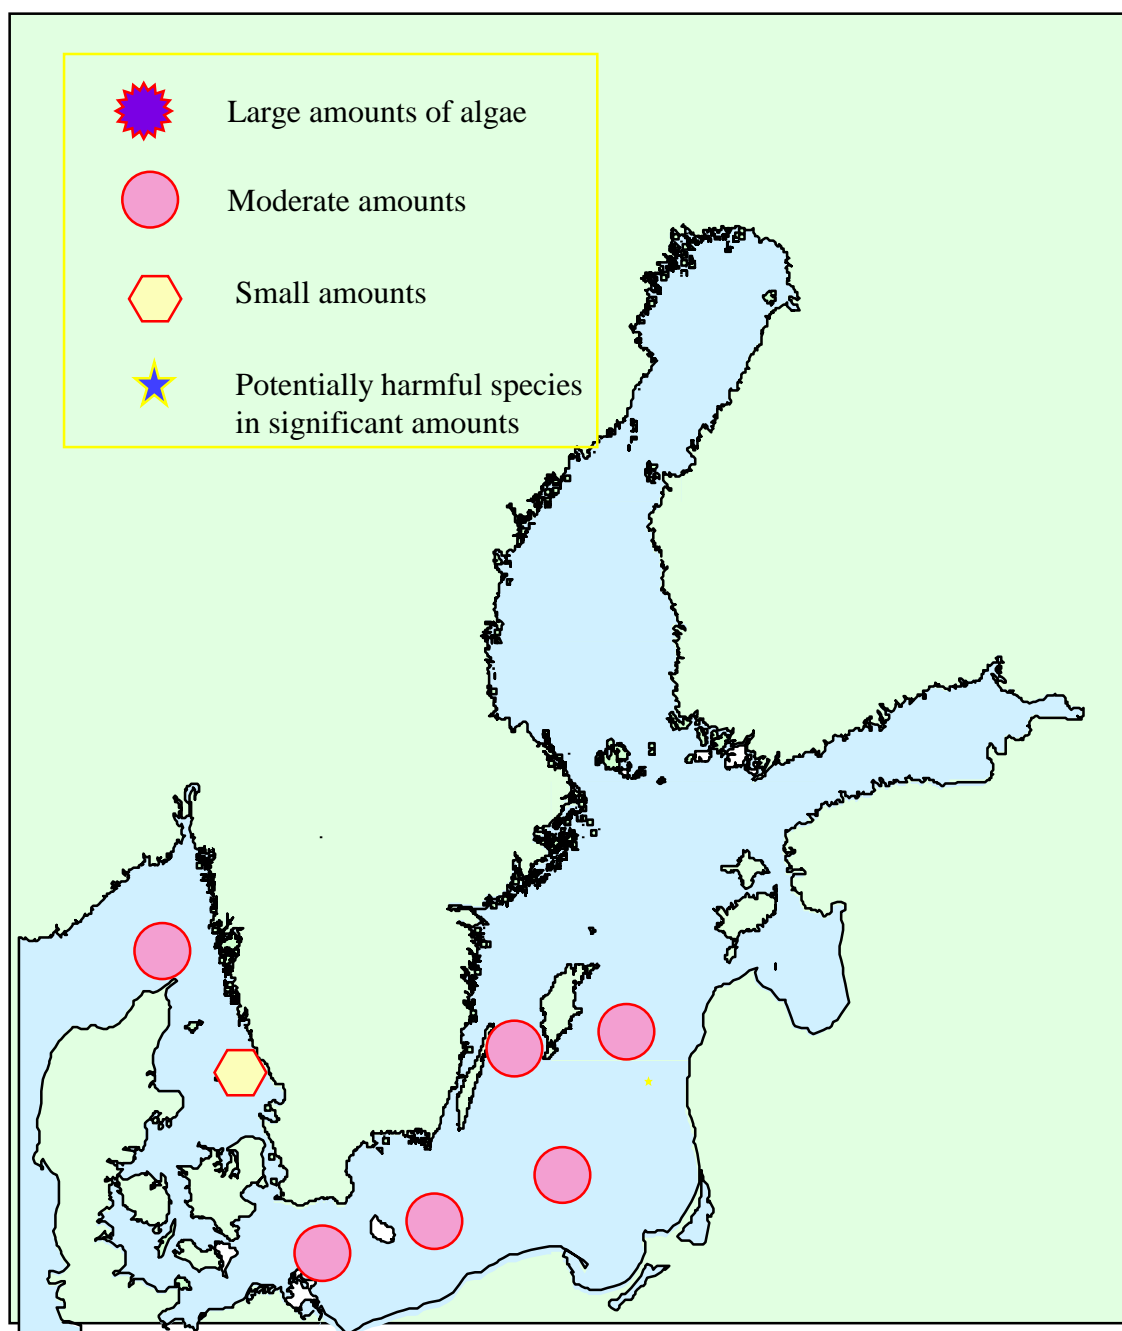 Large amounts of algae
Moderate amounts
Small amounts
Potentially harmful species
in significant amounts